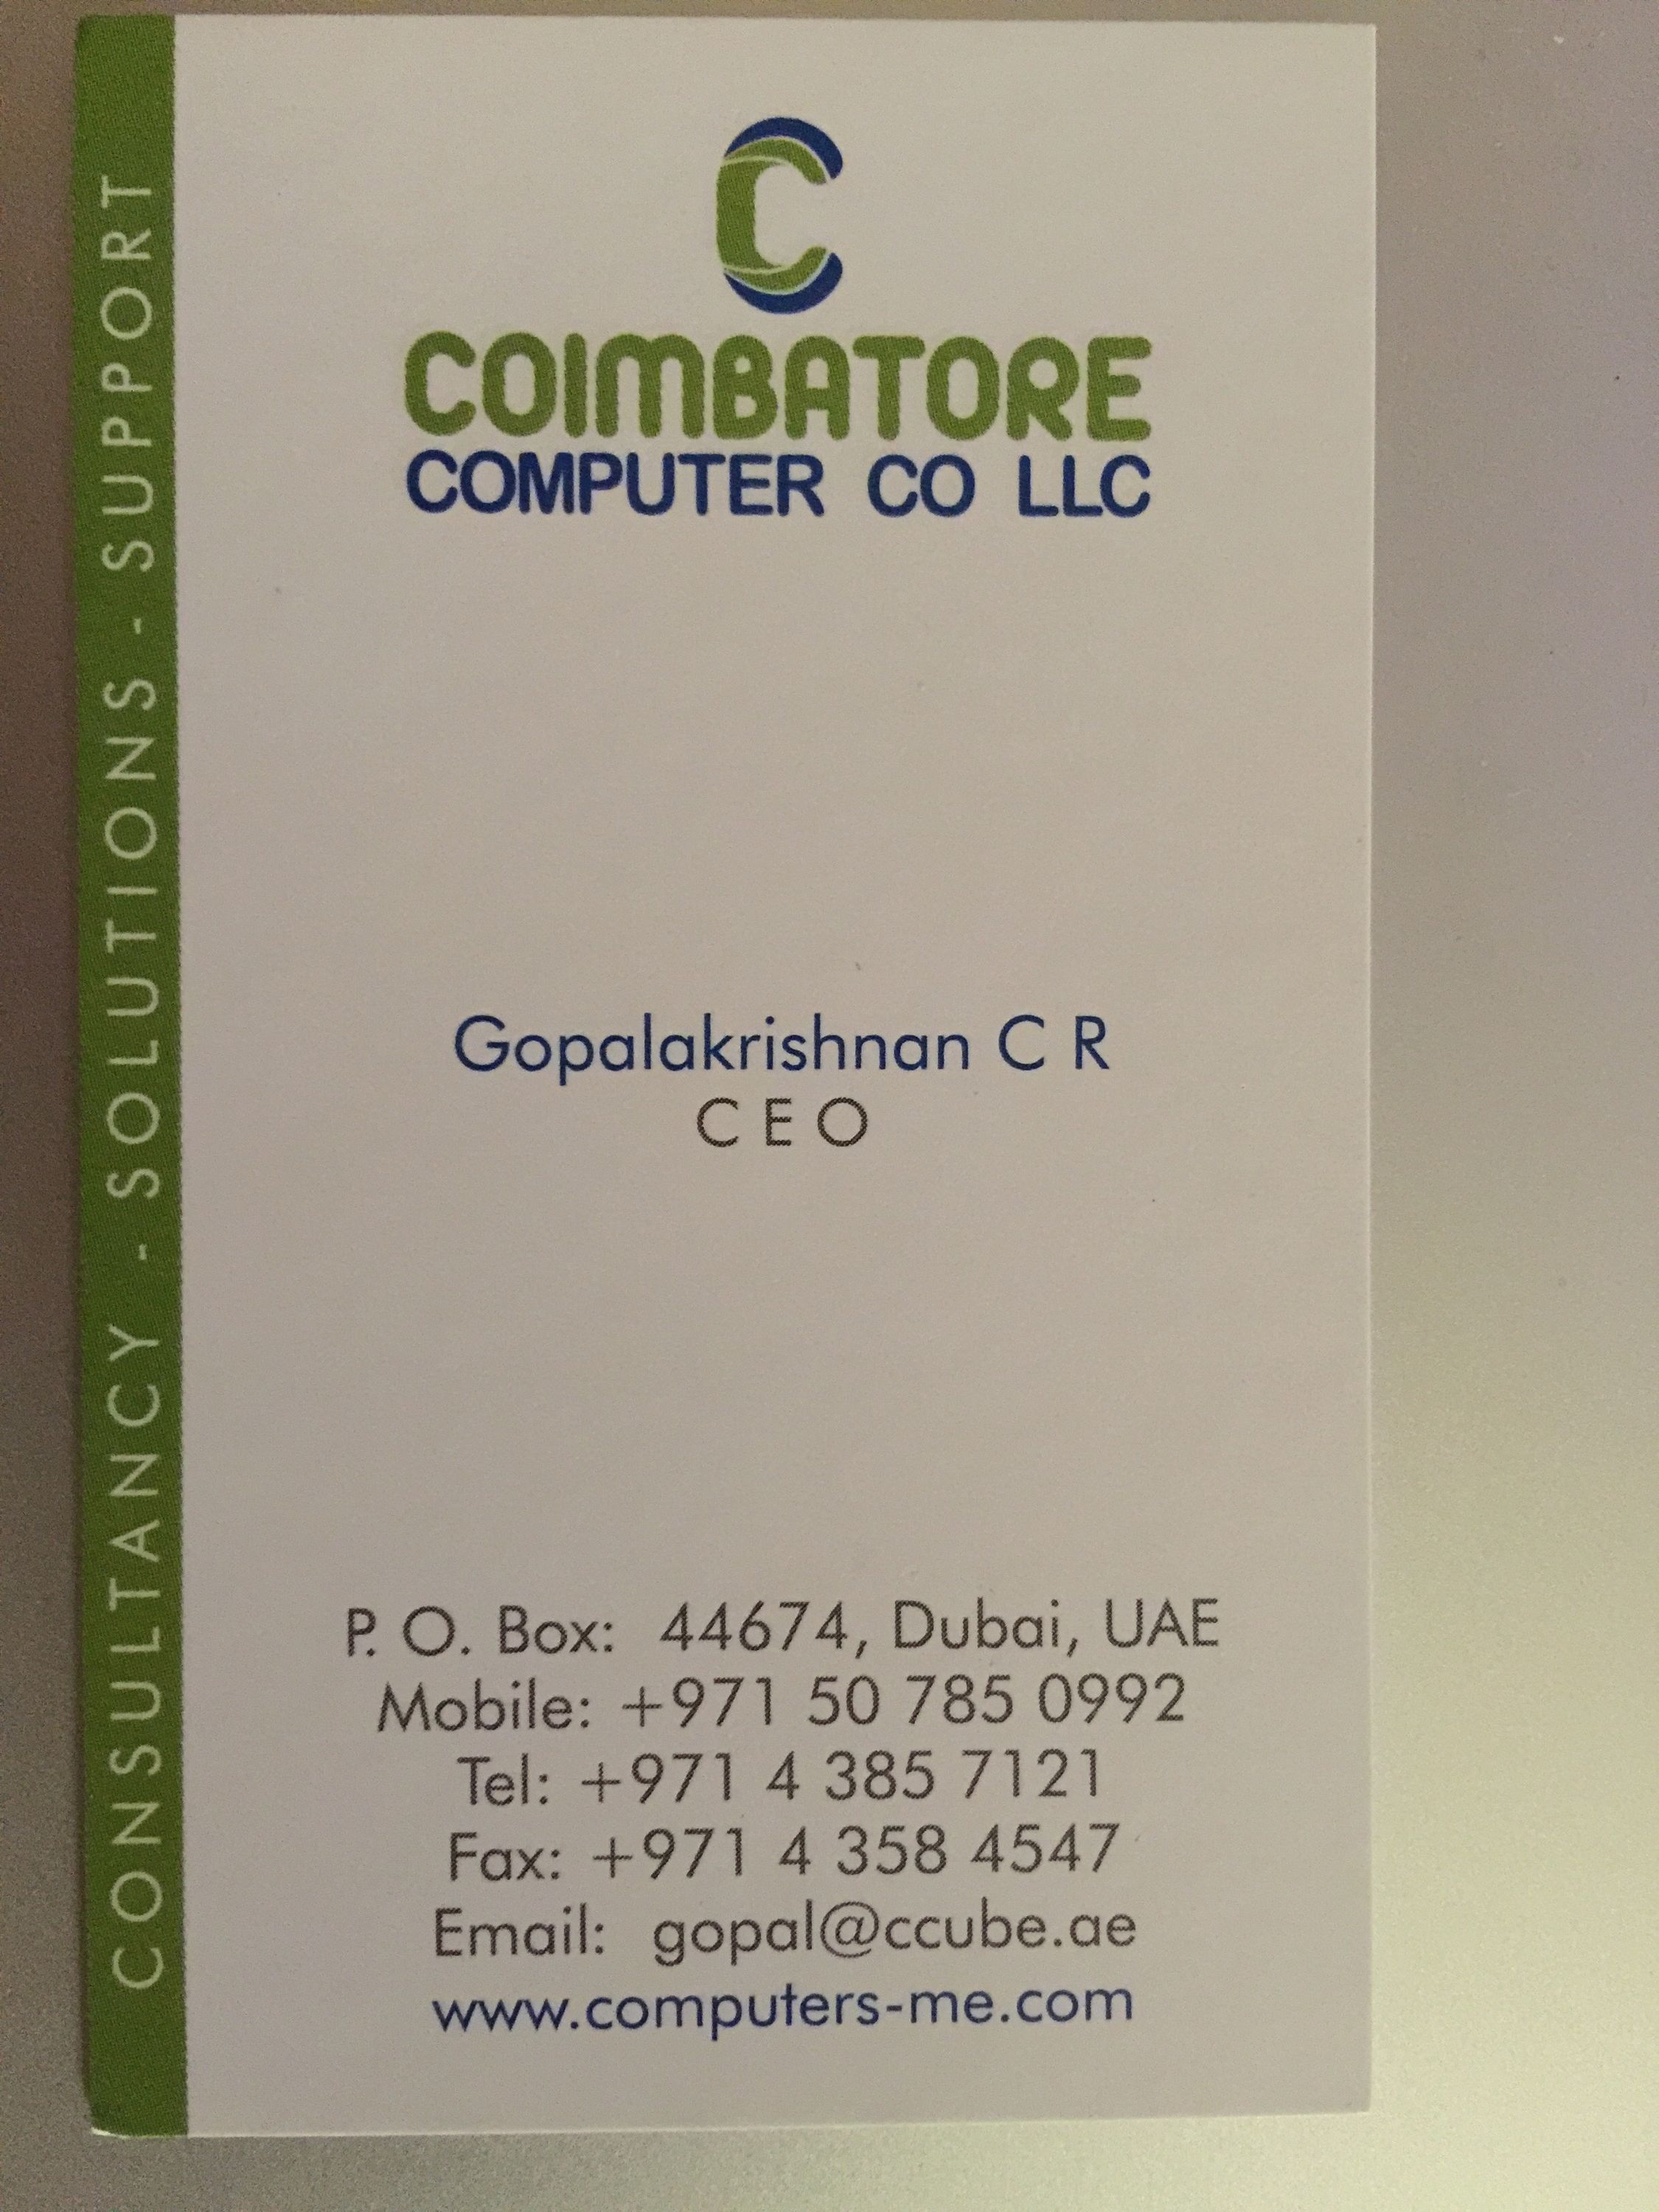 C
COIMBATORE
COMPUTER CO LLC
Gopalakrishnan C R
C E O
P. O. Box: 44674, Dubai, UAE
Mobile: +971 50 785 0992
Tel: +971 4 385 7121
Fax: +971 4 358 4547
Email: gopal@ccube.ae
www.computers-me.com
CONSULTANCY - SOLUTIONS - SUPPORT